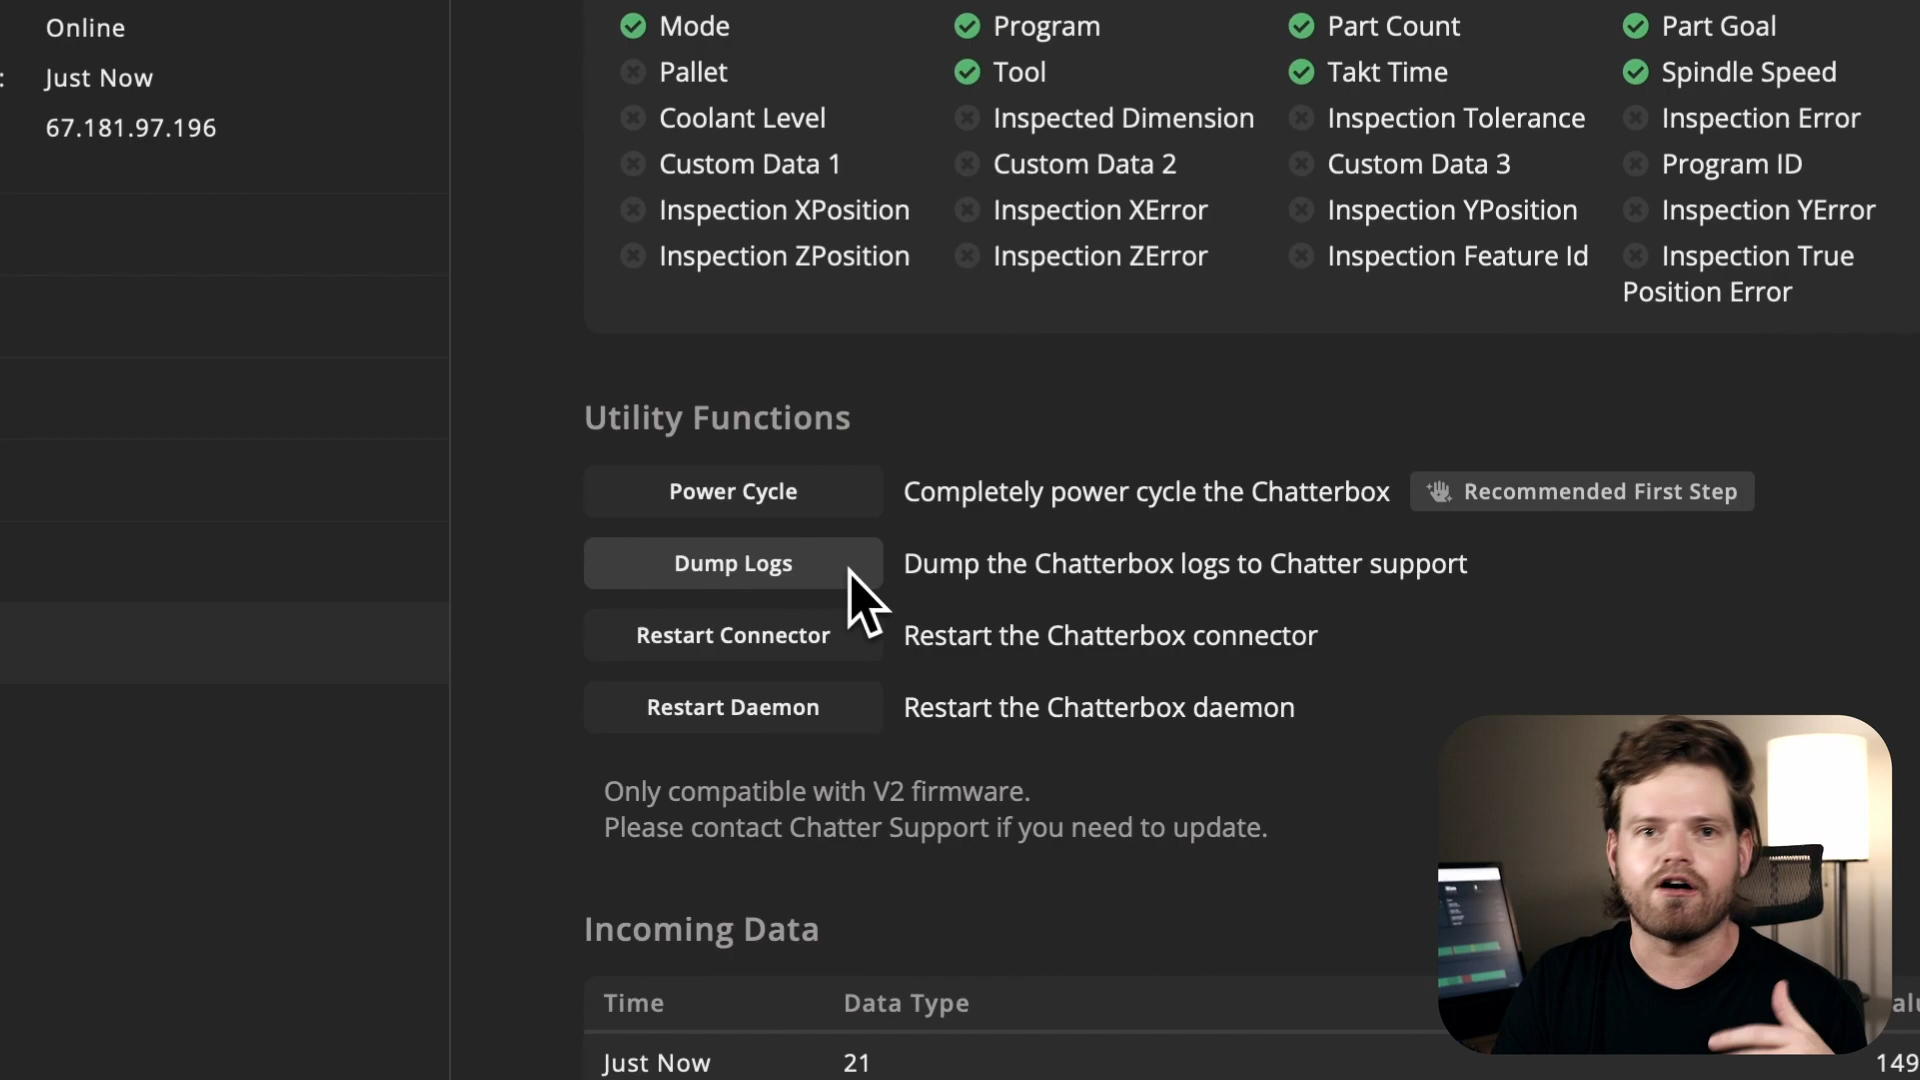 Online
: Just Now
67.181.97.196
Mode Program Part Count Part Goal
Pallet Tool Takt Time Spindle Speed
Coolant Level Inspected Dimension Inspection Tolerance Inspection Error
Custom Data 1 Custom Data 2 Custom Data 3 Program ID
Inspection XPosition Inspection XError Inspection YPosition Inspection YError
Inspection ZPosition Inspection ZError Inspection Feature Id Inspection True
Position Error
Utility Functions
Power Cycle Completely power cycle the Chatterbox Recommended First Step
Dump Logs Dump the Chatterbox logs to Chatter support
Restart Connector Restart the Chatterbox connector
Restart Daemon Restart the Chatterbox daemon
Only compatible with V2 firmware.
Please contact Chatter Support if you need to update.
Incoming Data
Time Data Type
Just Now 21 149